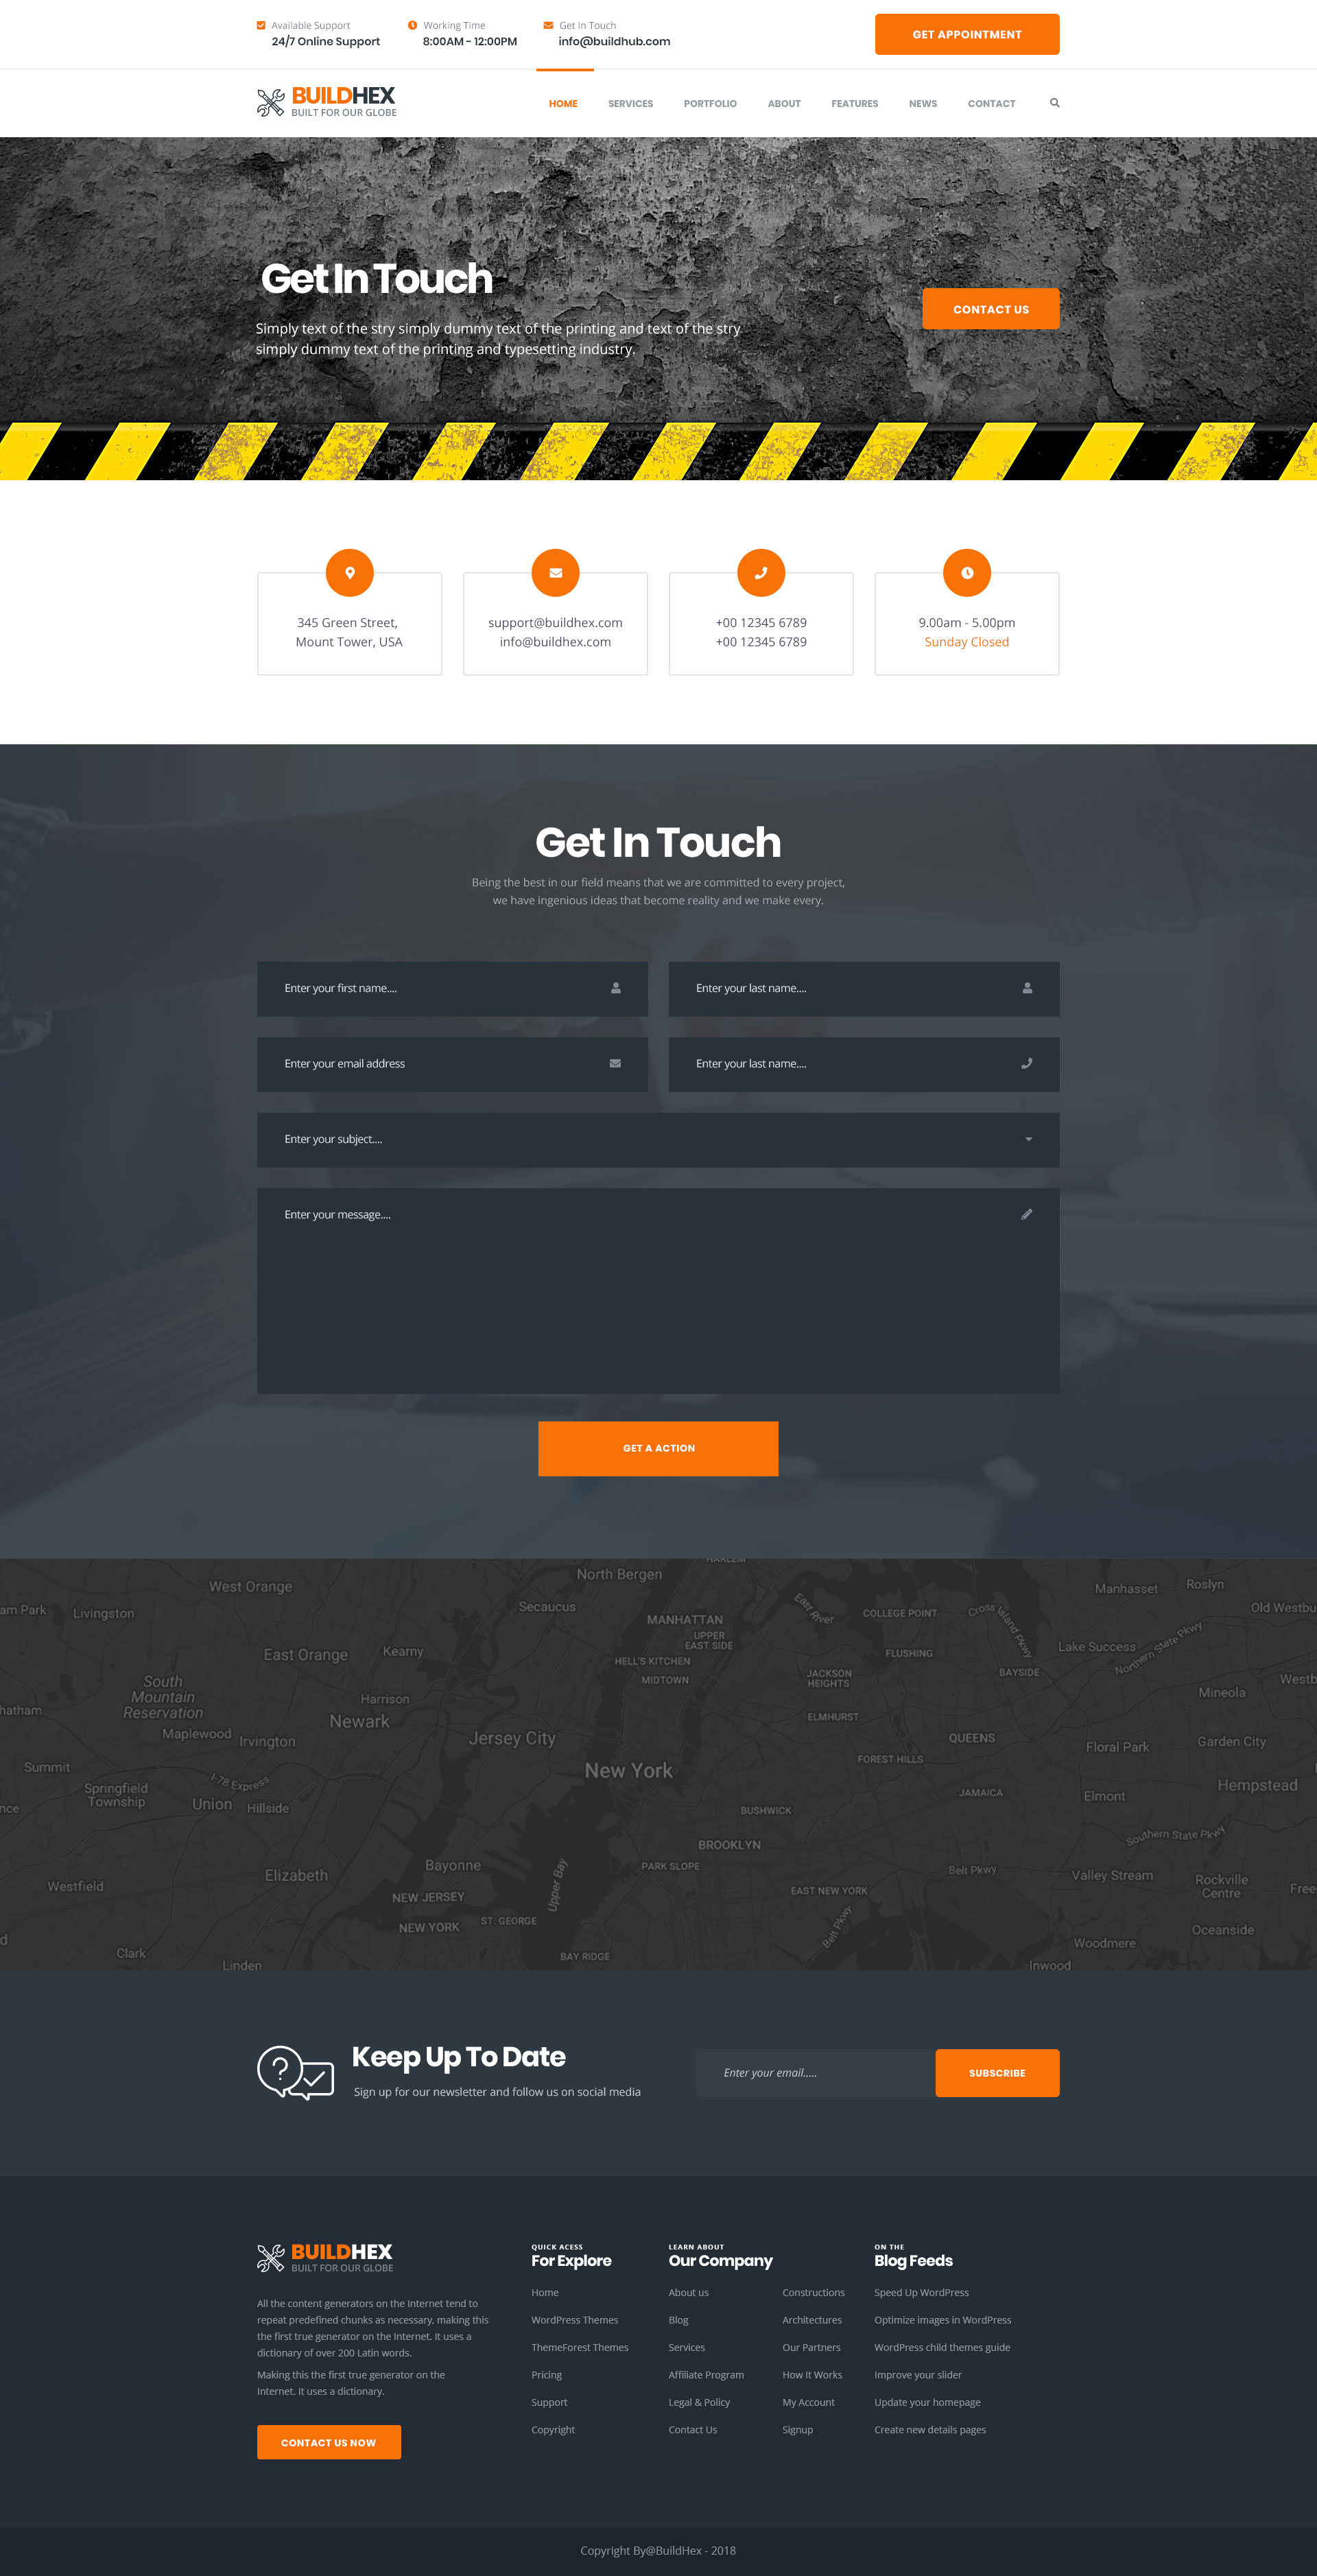 Available Support
24/7 Online Support
Working Time
8:00AM - 12:00PM
Get In Touch
info@buildhub.com
GET APPOINTMENT
BUILDHEX
BUILT FOR OUR GLOBE
HOME SERVICES PORTFOLIO ABOUT FEATURES NEWS CONTACT
Get In Touch
Simply text of the stry simply dummy text of the printing and text of the stry
simply dummy text of the printing and typesetting industry.
CONTACT US
345 Green Street,
Mount Tower, USA
support@buildhex.com
info@buildhex.com
+00 12345 6789
+00 12345 6789
9.00am - 5.00pm
Sunday Closed
Get In Touch
Being the best in our field means that we are committed to every project,
we have ingenious ideas that become reality and we make every.
Enter your first name....
Enter your last name....
Enter your email address
Enter your last name....
Enter your subject....
Enter your message....
GET A ACTION
HARLEM
North Bergen
West Orange
Manhasset
Roslyn
am Park
Livingston
Secaucus
MANHATTAN
East River
COLLEGE POINT
Cross Island Pkwy
Old Westbu
UPPER
EAST SIDE
East Orange
Kearny
HELL'S KITCHEN
FLUSHING
Lake Success
Northern State Pkwy
MIDTOWN
JACKSON
HEIGHTS
BAYSIDE
Westb
South
Mountain
Reservation
Harrison
Mineola
hatham
Newark
ELMHURST
Maplewood
Irvington
Jersey City
QUEENS
Floral Park
Garden City
Summit
New York
FOREST HILLS
Springfield
Township
I-78 Express
JAMAICA
Hempstead
nce
Union
Hillside
BUSHWICK
Elmont
BROOKLYN
Southern State Pkwy
Elizabeth
Bayonne
Upper Bay
PARK SLOPE
Belt Pkwy
Valley Stream
Westfield
NEW JERSEY
EAST NEW YORK
Rockville
Centre
Free
NEW YORK
ST. GEORGE
Belt Pkwy
Oceanside
d
Clark
BAY RIDGE
Woodmere
Linden
Inwood
Keep Up To Date
Sign up for our newsletter and follow us on social media
Enter your email.....
SUBSCRIBE
BUILDHEX
BUILT FOR OUR GLOBE
All the content generators on the Internet tend to
repeat predefined chunks as necessary, making this
the first true generator on the Internet. It uses a
dictionary of over 200 Latin words.
Making this the first true generator on the
Internet. It uses a dictionary.
CONTACT US NOW
QUICK ACESS
For Explore
Home
WordPress Themes
ThemeForest Themes
Pricing
Support
Copyright
LEARN ABOUT
Our Company
About us
Blog
Services
Affiliate Program
Legal & Policy
Contact Us
Constructions
Architectures
Our Partners
How It Works
My Account
Signup
ON THE
Blog Feeds
Speed Up WordPress
Optimize images in WordPress
WordPress child themes guide
Improve your slider
Update your homepage
Create new details pages
Copyright By@BuildHex - 2018